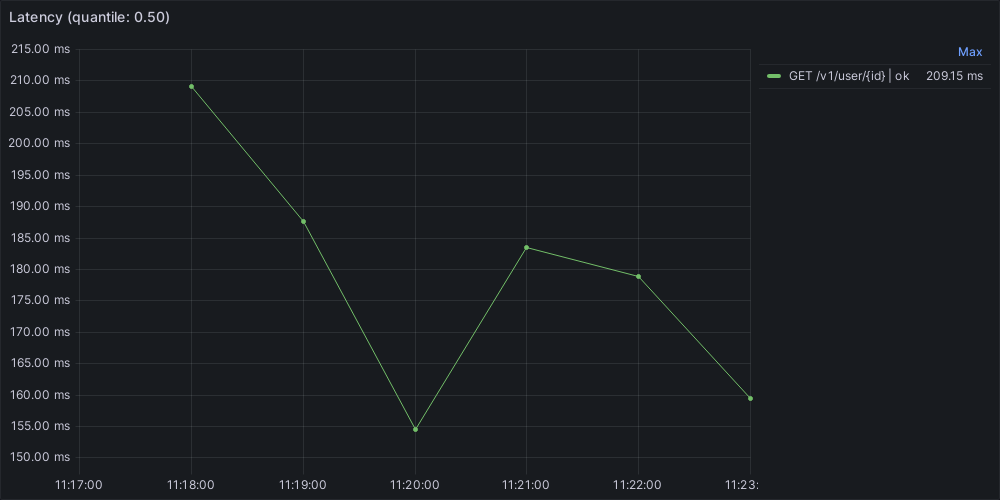 Latency (quantile: 0.50)
215.00 ms
210.00 ms
205.00 ms
200.00 ms
195.00 ms
190.00 ms
185.00 ms
180.00 ms
175.00 ms
170.00 ms
165.00 ms
160.00 ms
155.00 ms
150.00 ms
11:17:00 11:18:00 11:19:00 11:20:00 11:21:00 11:22:00 11:23:
Max
GET /v1/user/{id} | ok 209.15 ms